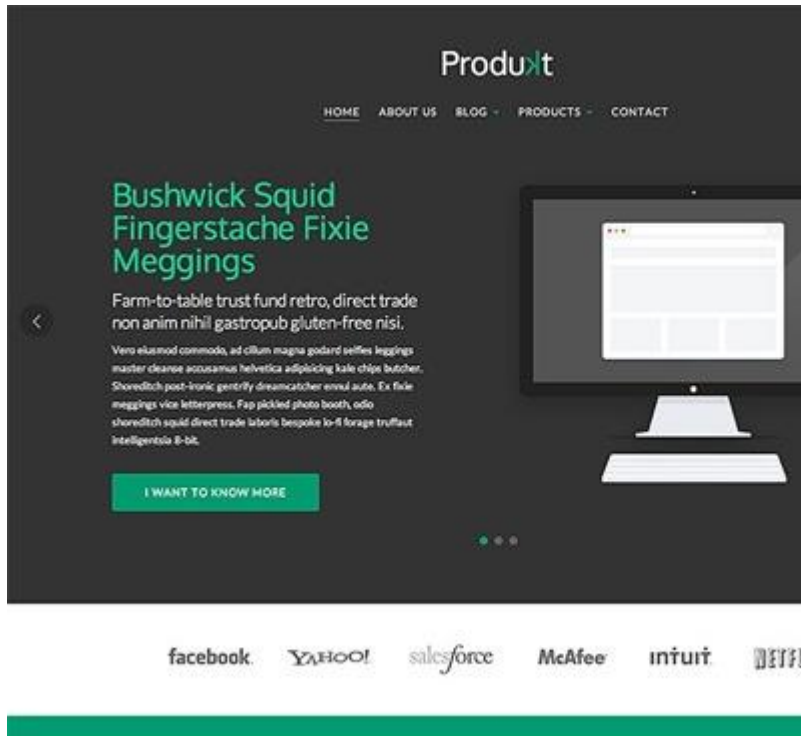 Produkt
HOME ABOUT US BLOG PRODUCTS CONTACT
Bushwick Squid
Fingerstache Fixie
Meggings
Farm-to-table trust fund retro, direct trade
non anim nihil gastropub gluten-free nisi.
Vero eiusmod commodo, ad cillum magna godard selfies leggings
master cleanse accusamus helvetica adipisicing kale chips butcher.
Shoreditch post-ironic gentrify dreamcatcher ennui aute. Ex fixie
meggings vice letterpress. Fap pickled photo booth, odio
shoreditch squid direct trade laboris bespoke lo-fi forage truffaut
intelligentsia 8-bit.
I WANT TO KNOW MORE
facebook YAHOO! salesforce McAfee intuit NETFL